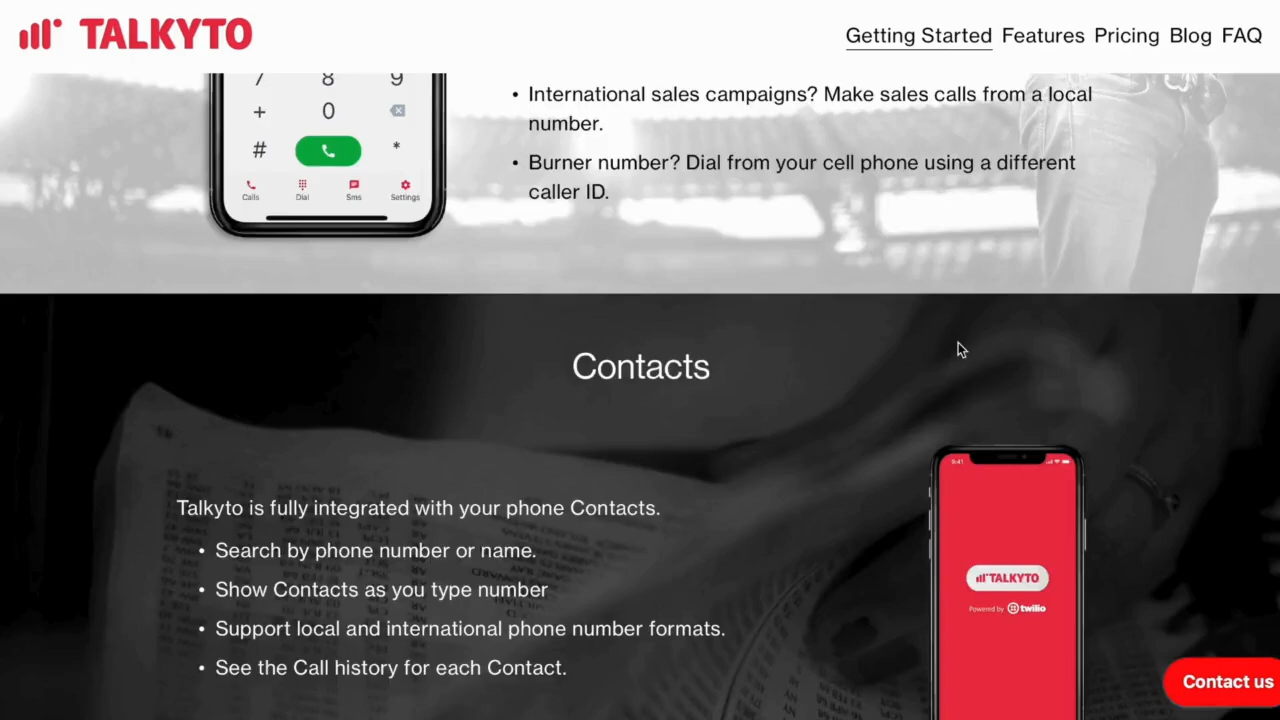 TALKYTO
Getting Started Features Pricing Blog FAQ
7 8 9
+ 0
# *
Calls Dial Sms Settings
• International sales campaigns? Make sales calls from a local
number.
• Burner number? Dial from your cell phone using a different
caller ID.
Contacts
Talkyto is fully integrated with your phone Contacts.
• Search by phone number or name.
• Show Contacts as you type number
• Support local and international phone number formats.
• See the Call history for each Contact.
9:41
TALKYTO
Powered by twilio
Contact us